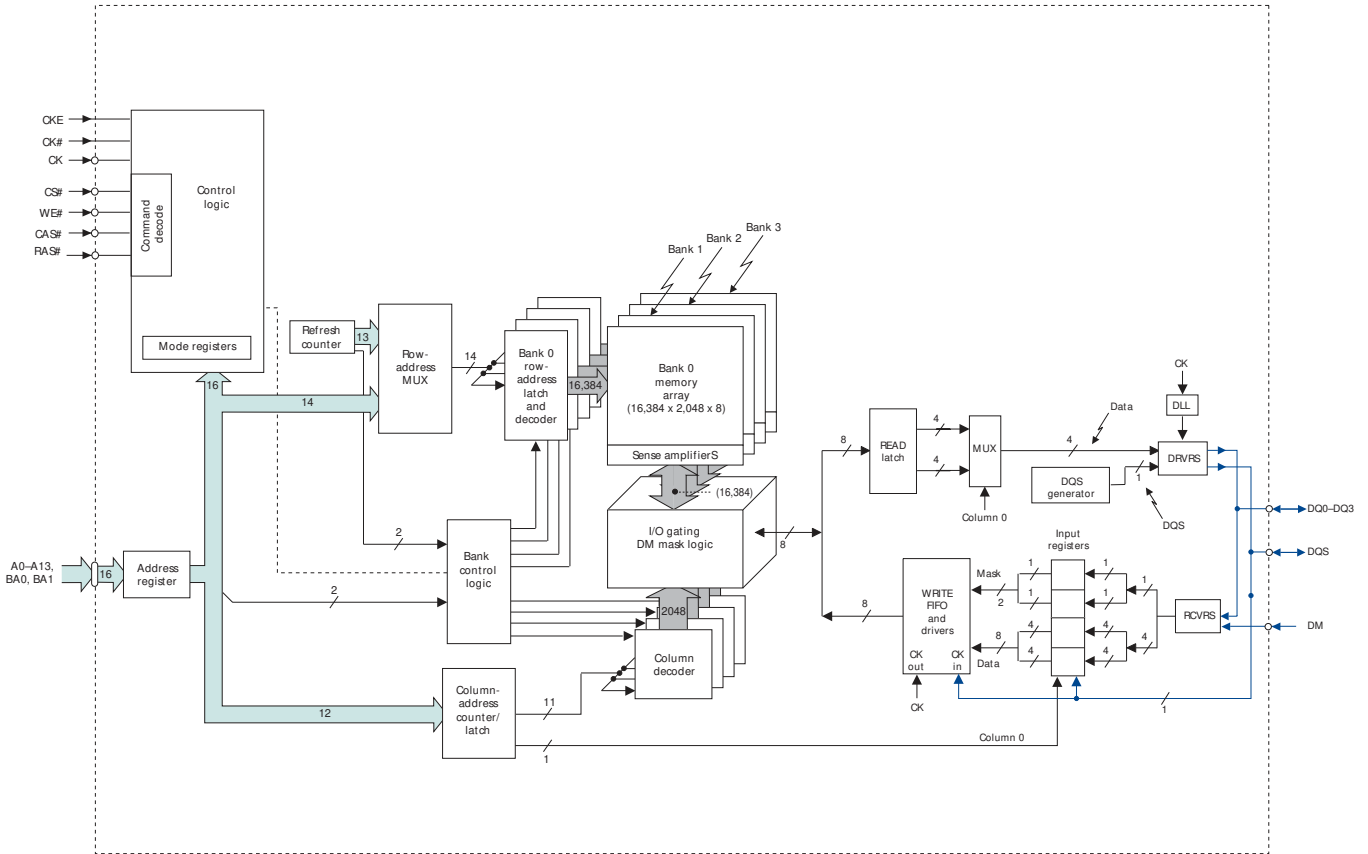 CKE
CK#
CK
CS#
WE#
CAS#
RAS#
Command
decode
Control
logic
Mode registers
Refresh
counter
13
Row-
address
MUX
14
Bank 0
row-
address
latch
and
decoder
16,384
Bank 1
Bank 2
Bank 3
Bank 0
memory
array
(16,384 x 2,048 x 8)
Sense amplifierS
(16,384)
I/O gating
DM mask logic
16
14
2
2
Bank
control
logic
A0–A13,
BA0, BA1
16
Address
register
2048
Column
decoder
Column-
address
counter/
latch
12
11
1
Column 0
8
8
READ
latch
4
4
MUX
Column 0
4
Data
DQS
generator
1
DQS
CK
DLL
DRVRS
DQ0–DQ3
DQS
DM
RCVRS
Input
registers
1
1
4
4
1
1
4
4
1
4
Mask
2
8
Data
8
WRITE
FIFO
and
drivers
CK
out
CK
in
CK
1